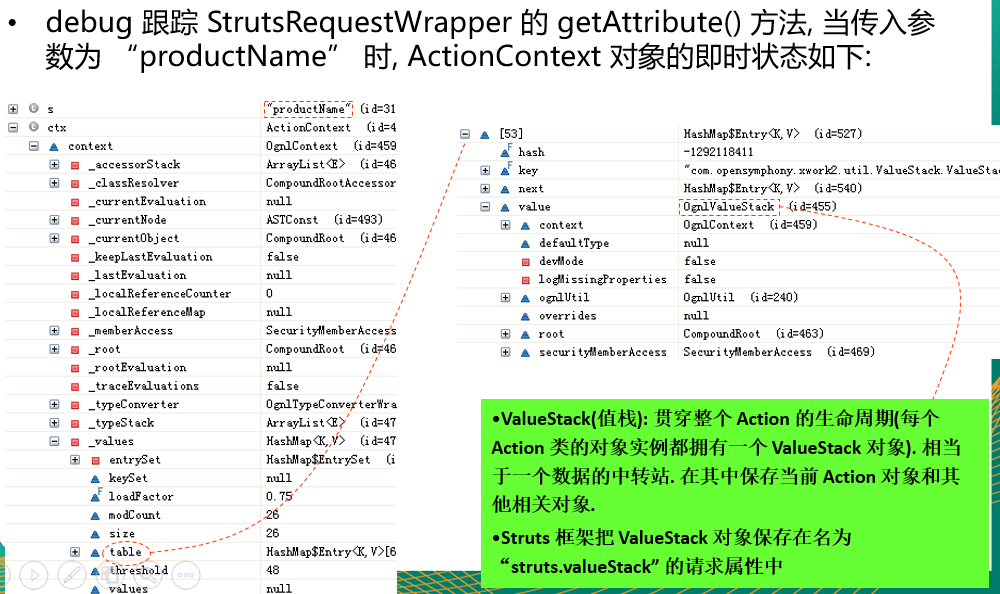 • debug 跟踪 StrutsRequestWrapper 的 getAttribute() 方法, 当传入参
数为 “productName” 时, ActionContext 对象的即时状态如下:
s "productName" (id=31
ctx ActionContext (id=4
context OgnlContext (id=459
_accessorStack ArrayList<E> (id=46
_classResolver CompoundRootAccessor
_currentEvaluation null
_currentNode ASTConst (id=493)
_currentObject CompoundRoot (id=46
_keepLastEvaluation false
_lastEvaluation null
_localReferenceCounter 0
_localReferenceMap null
_memberAccess SecurityMemberAccess
_root CompoundRoot (id=46
_rootEvaluation null
_traceEvaluations false
_typeConverter OgnlTypeConverterWra
_typeStack ArrayList<E> (id=47
_values HashMap<K,V> (id=47
entrySet HashMap$EntrySet (i
keySet null
loadFactor 0.75
modCount 26
size 26
table HashMap$Entry<K,V>[6
threshold 48
values null
[53] HashMap$Entry<K,V> (id=527)
hash -1292118411
key "com.opensymphony.xwork2.util.ValueStack.ValueStac
next HashMap$Entry<K,V> (id=540)
value OgnlValueStack (id=455)
context OgnlContext (id=459)
defaultType null
devMode false
logMissingProperties false
ognlUtil OgnlUtil (id=240)
overrides null
root CompoundRoot (id=463)
securityMemberAccess SecurityMemberAccess (id=469)
•ValueStack(值栈): 贯穿整个 Action 的生命周期(每个
Action 类的对象实例都拥有一个 ValueStack 对象). 相当
于一个数据的中转站. 在其中保存当前 Action 对象和其
他相关对象.
•Struts 框架把 ValueStack 对象保存在名为
“struts.valueStack” 的请求属性中